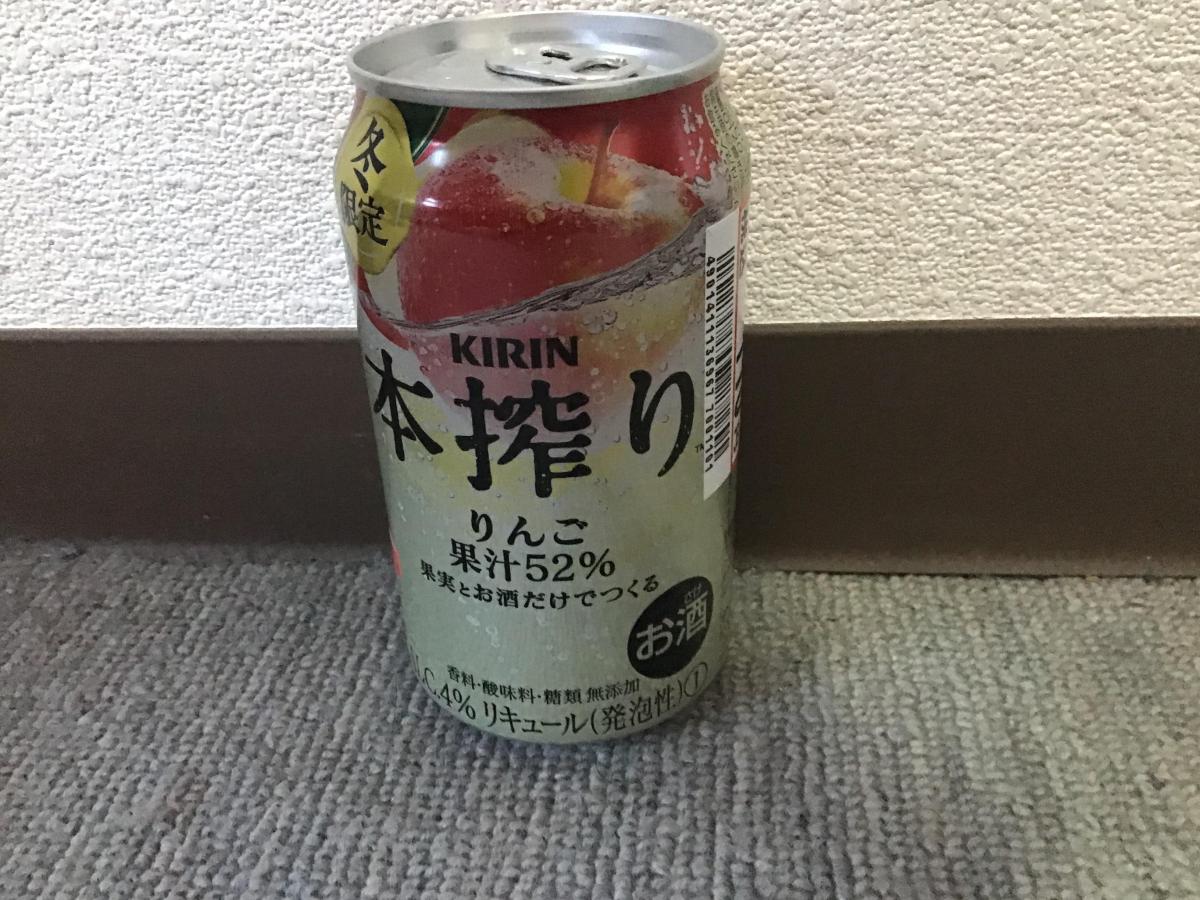 冬
限定
KIRIN
本搾り
りんご
果汁52%
果実とお酒だけでつくる
お酒
香料・酸味料・糖類 無添加
ALC.4% リキュール(発泡性)①